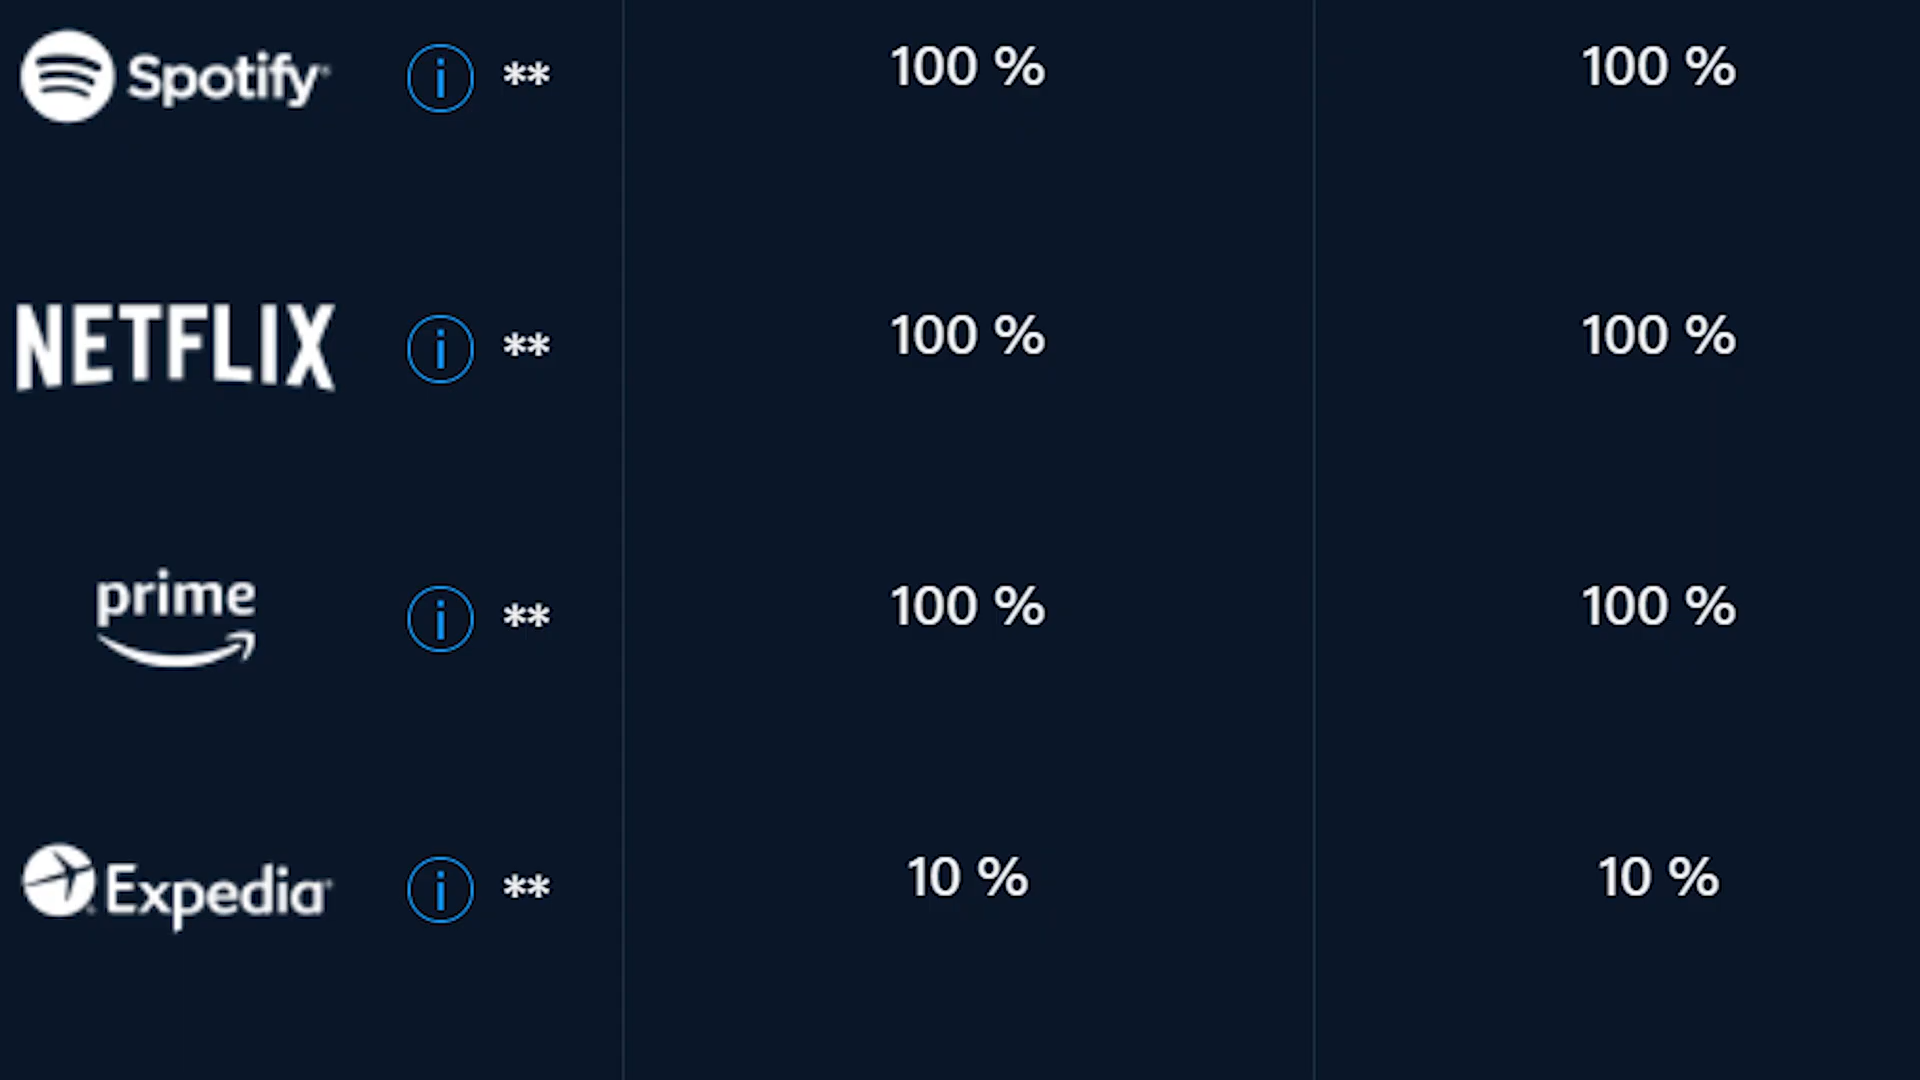 Spotify ** 100 % 100 %
NETFLIX ** 100 % 100 %
prime ** 100 % 100 %
Expedia ** 10 % 10 %